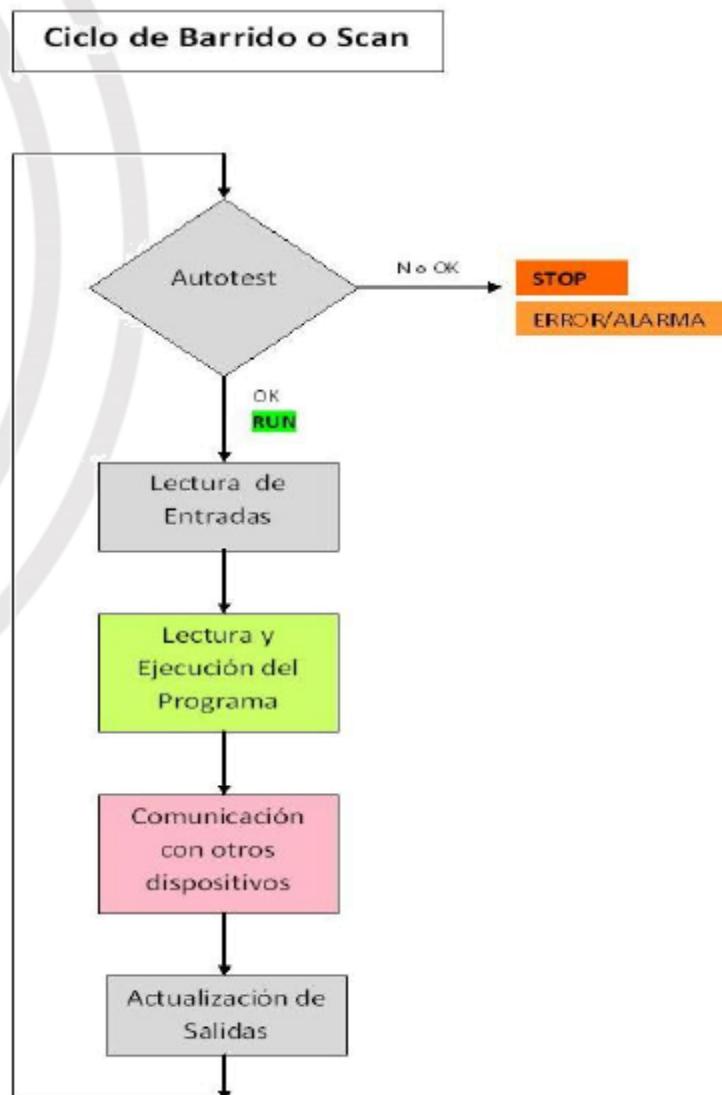 Ciclo de Barrido o Scan
Autotest
No OK
STOP
ERROR/ALARMA
OK
RUN
Lectura de
Entradas
Lectura y
Ejecución del
Programa
Comunicación
con otros
dispositivos
Actualización de
Salidas